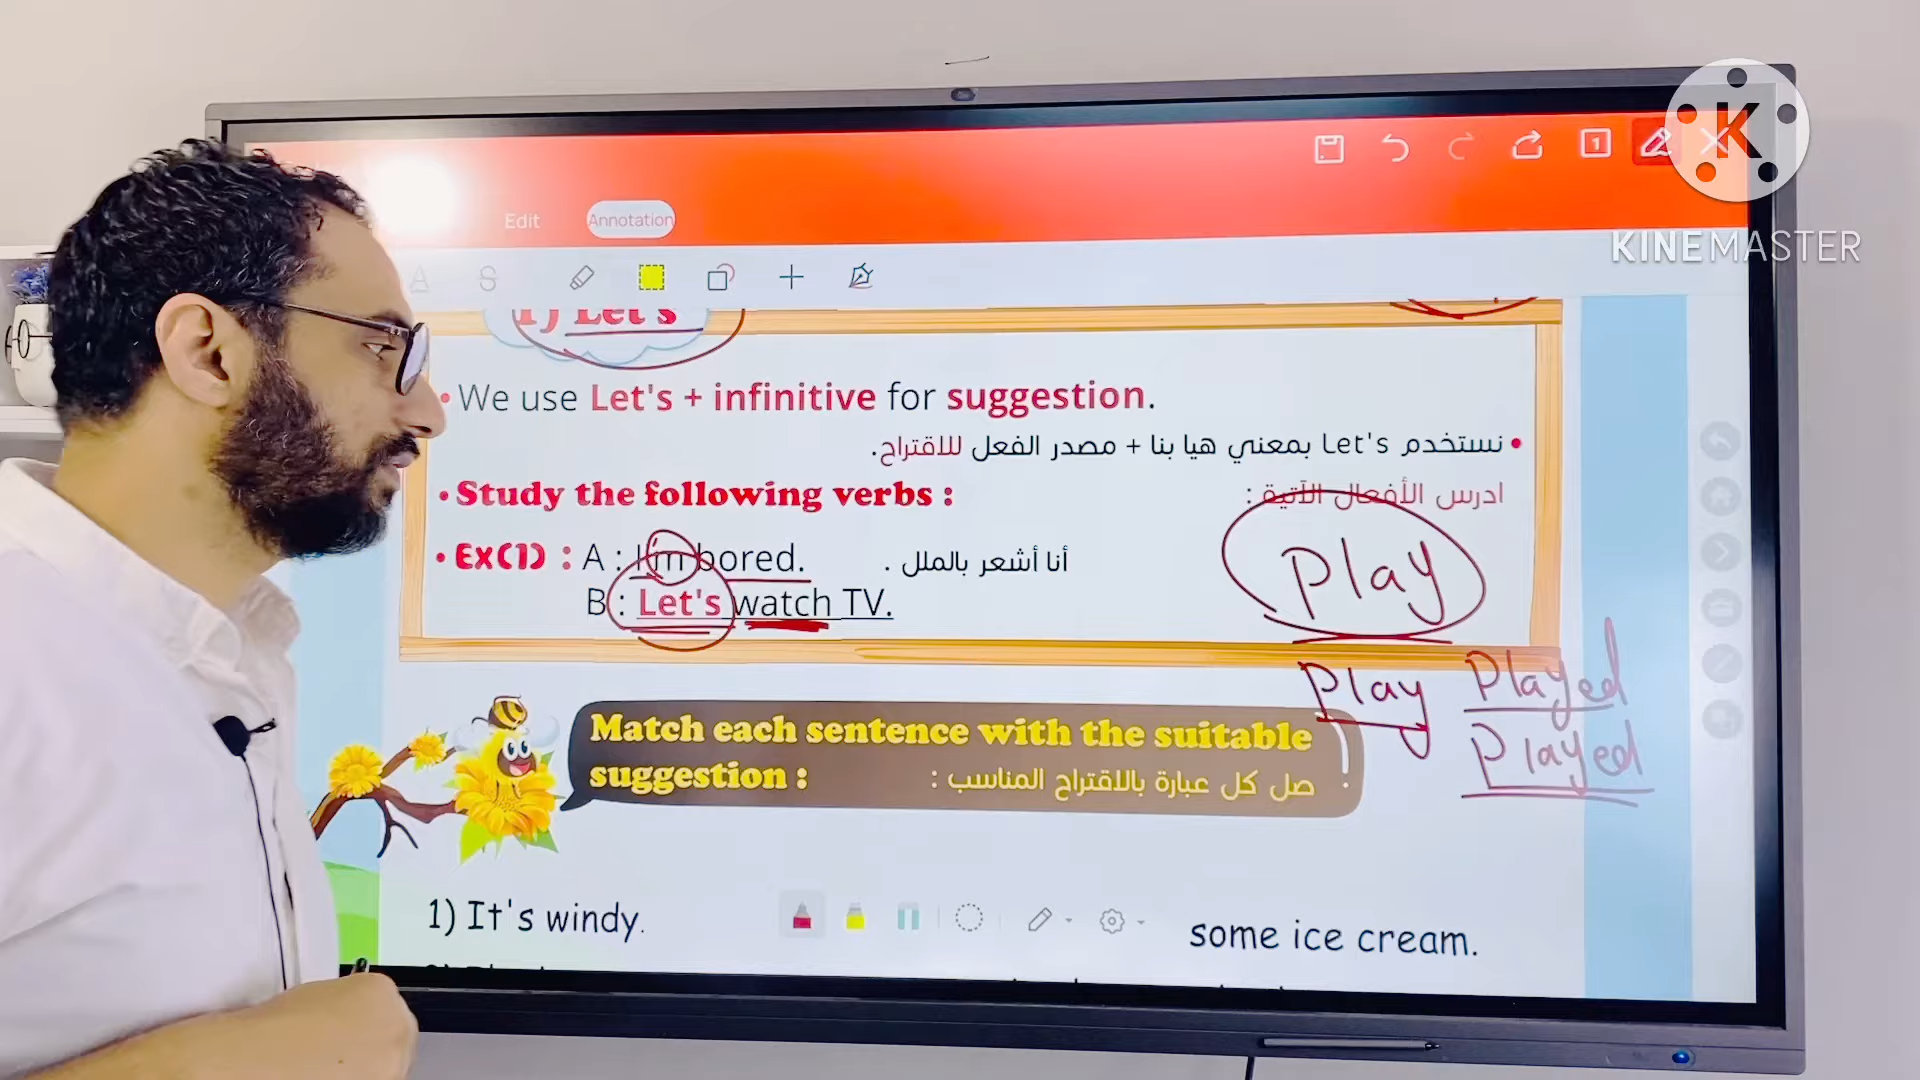 K
KINEMASTER
Edit
Annotation
1) Let's
• We use Let's + infinitive for suggestion.
• نستخدم Let's بمعني هيا بنا + مصدر الفعل للاقتراح.
• Study the following verbs :
ادرس الأفعال الآتية :
• Ex(1) : A : I'm bored.
أنا أشعر بالملل .
B : Let's watch TV.
Play
Play Played
Played
Match each sentence with the suitable
suggestion :
صل كل عبارة بالاقتراح المناسب :
1) It's windy.
some ice cream.